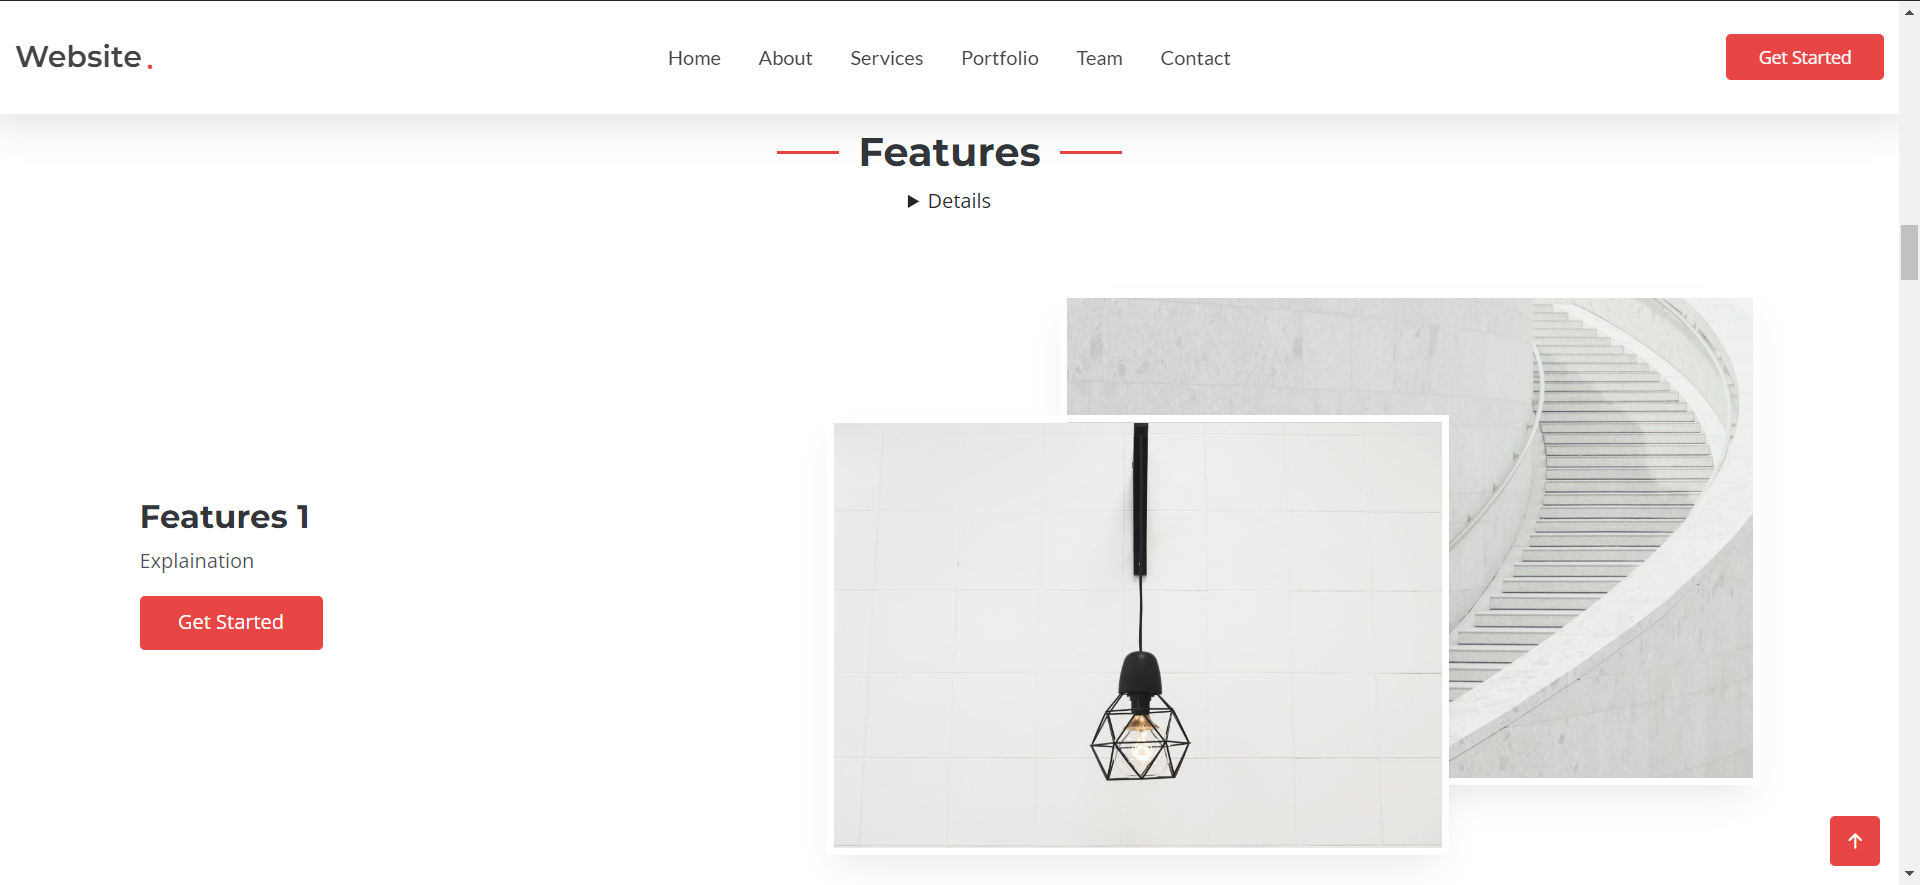 Website.
Home About Services Portfolio Team Contact
Get Started
Features
Details
Features 1
Explaination
Get Started